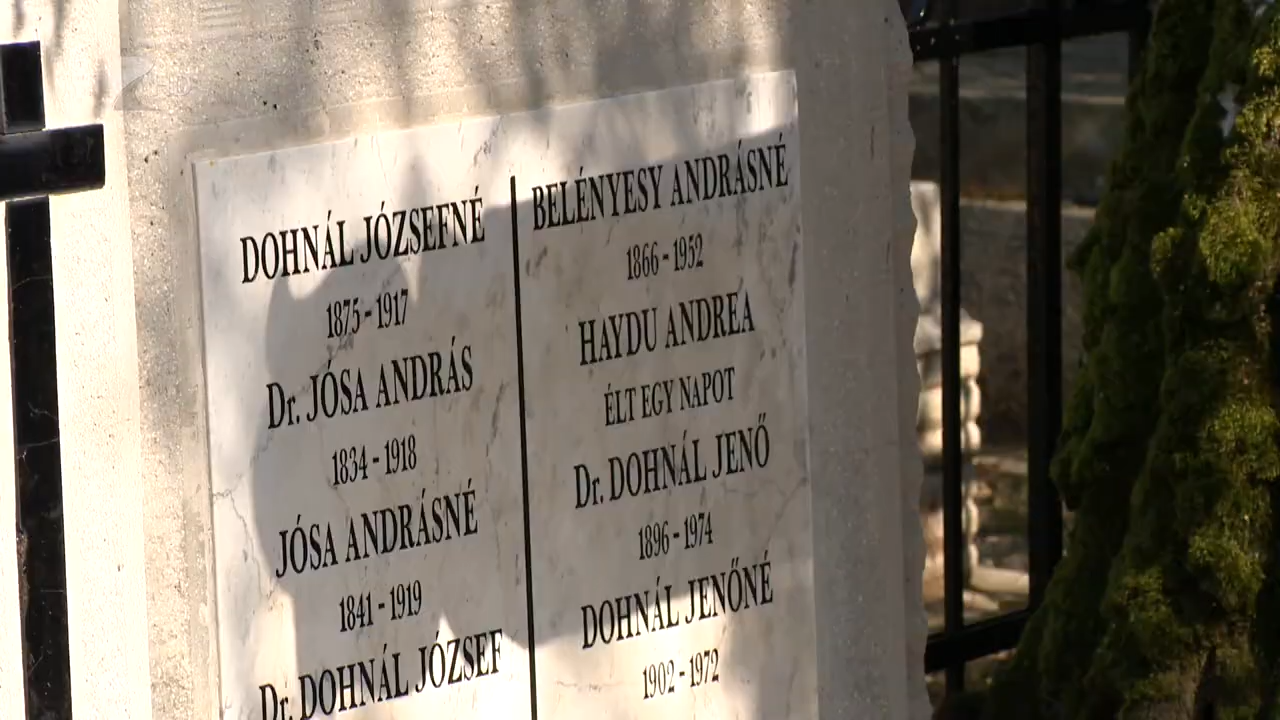 HD
DOHNÁL JÓZSEFNÉ
1875 - 1917
Dr. JÓSA ANDRÁS
1834 - 1918
JÓSA ANDRÁSNÉ
1841 - 1919
Dr. DOHNÁL JÓZSEF
BELÉNYESY ANDRÁSNÉ
1866 - 1952
HAYDU ANDREA
ÉLT EGY NAPOT
Dr. DOHNÁL JENŐ
1896 - 1974
DOHNÁL JENŐNÉ
1902 - 1972